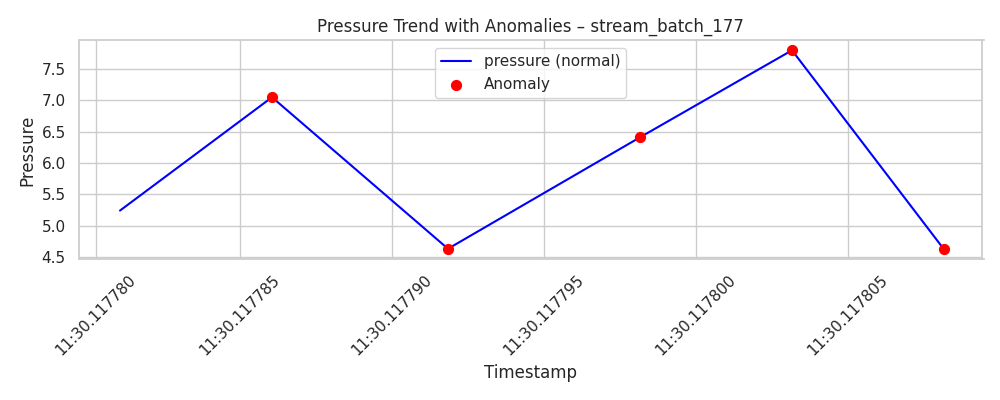 Pressure Trend with Anomalies – stream_batch_177
pressure (normal)
Anomaly
Pressure
7.5
7.0
6.5
6.0
5.5
5.0
4.5
11:30.117780
11:30.117785
11:30.117790
11:30.117795
11:30.117800
11:30.117805
Timestamp